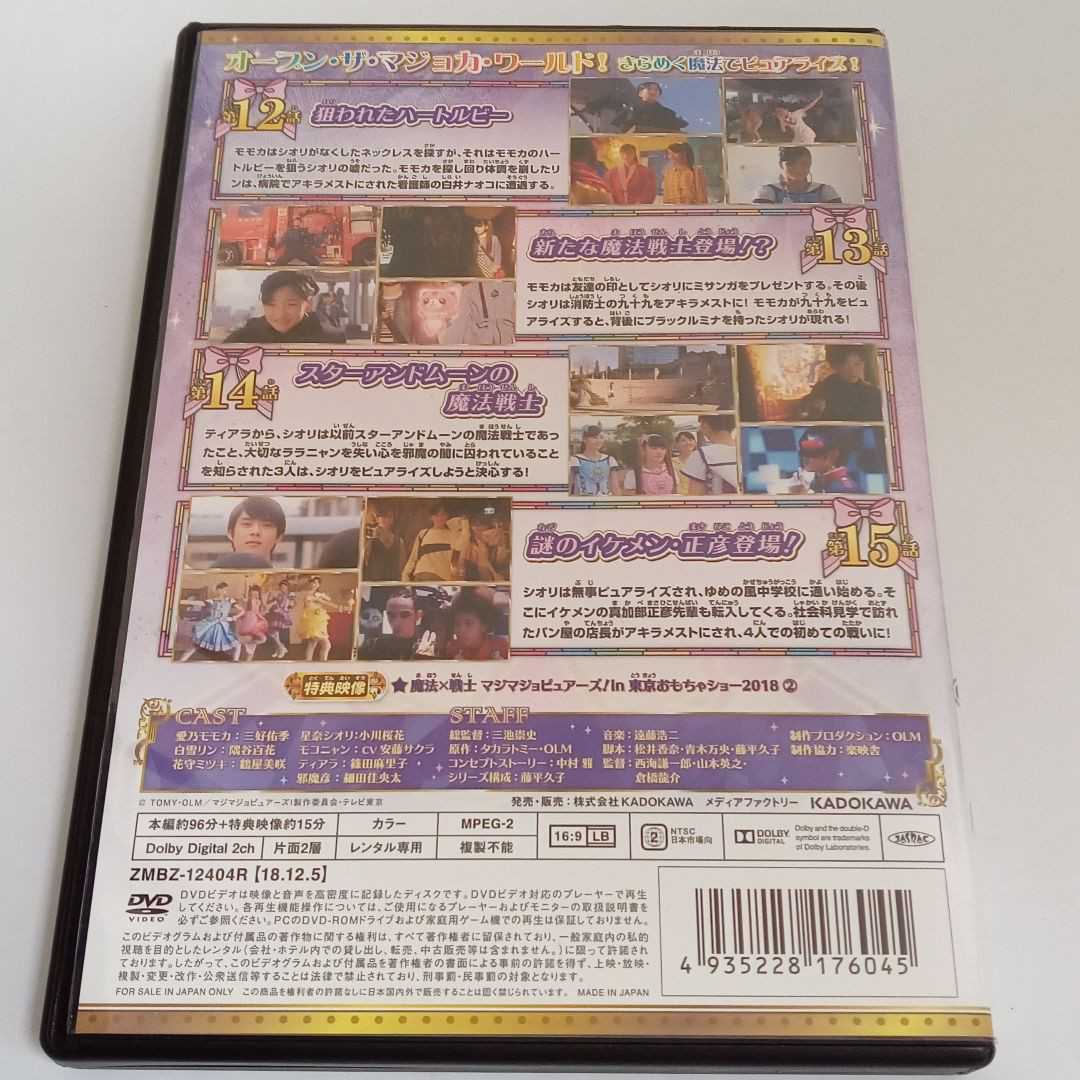 オープン・ザ・マジョカ・ワールド! きらめく魔法でピュアライズ!
第12話
狙われたハートルビー
モモカはシオリがなくしたネックレスを探すが、それはモモカのハー
トルビーを狙うシオリの嘘だった。モモカを探し回り体調を崩したリ
ンは、病院でアキラメストにされた看護師の白井ナオコに遭遇する。
新たな魔法戦士登場!?
第13話
モモカは友達の印としてシオリにミサンガをプレゼントする。その後
シオリは消防士の九十九をアキラメストに! モモカが九十九をピュ
アライズすると、背後にブラックルミナを持ったシオリが現れる!
第14話
スターアンドムーンの
魔法戦士
ティアラから、シオリは以前スターアンドムーンの魔法戦士であっ
たこと、大切なララニャンを失い心を邪魔の闇に囚われていること
を知らされた3人は、シオリをピュアライズしようと決心する!
謎のイケメン・正彦登場!
第15話
シオリは無事ピュアライズされ、ゆめの風中学校に通い始める。そ
こにイケメンの真加部正彦先輩も転入してくる。社会科見学で訪れ
たパン屋の店長がアキラメストにされ、4人での初めての戦いに!
特典映像 ★魔法×戦士 マジマジョピュアーズ!in 東京おもちゃショー2018 ②
CAST
愛乃モモカ:三好佑季 星奈シオリ:小川桜花
白雪リン:隅谷百花 モコニャン:CV 安藤サクラ
花守ミツキ:鶴屋美咲 ティアラ:篠田麻里子
邪魔彦:細田佳央太
STAFF
総監督:三池崇史 音楽:遠藤浩二 制作プロダクション:OLM
原作:タカラトミー・OLM 脚本:松井香奈・青木万央・藤平久子 制作協力:楽映舎
コンセプトストーリー:中村 雅 監督:西海謙一郎・山本英之・
シリーズ構成:藤平久子 倉橋龍介
© TOMY・OLM/マジマジョピュアーズ!製作委員会・テレビ東京
発売・販売:株式会社KADOKAWA メディアファクトリー KADOKAWA
本編約96分+特典映像約15分 カラー MPEG-2 16:9 LB 2 NTSC 日本市場向 DOLBY DIGITAL Dolby and the double-D symbol are trademarks of Dolby Laboratories.
Dolby Digital 2ch 片面2層 レンタル専用 複製不能
ZMBZ-12404R【18.12.5】
DVD VIDEO
DVDビデオは映像と音声を高密度に記録したディスクです。DVDビデオ対応のプレーヤーで再生
してください。各再生機能操作については、ご使用になるプレーヤーおよびモニターの取扱説明書を
必ずご参照ください。PCのDVD-ROMドライブおよび家庭用ゲーム機での再生は保証しておりません。
このビデオグラムおよび付属品の著作物に関する権利は、すべて著作権者に留保されており、一般家庭内の私的
視聴を目的としたレンタル(会社・ホテル内での貸し出し、転売、中古販売等は含まれません。)に限って許諾されて
おります。したがって、このビデオグラムおよび付属品を著作権者の書面による事前の許諾を得ず、上映・放映・
複製・変更・改作・公衆送信等することは法律で禁止されており、刑事罰・民事罰の対象となります。
FOR SALE IN JAPAN ONLY この商品を権利者の許諾なしに日本国内外で販売することは固く禁じられています。 MADE IN JAPAN
4 935228 176045